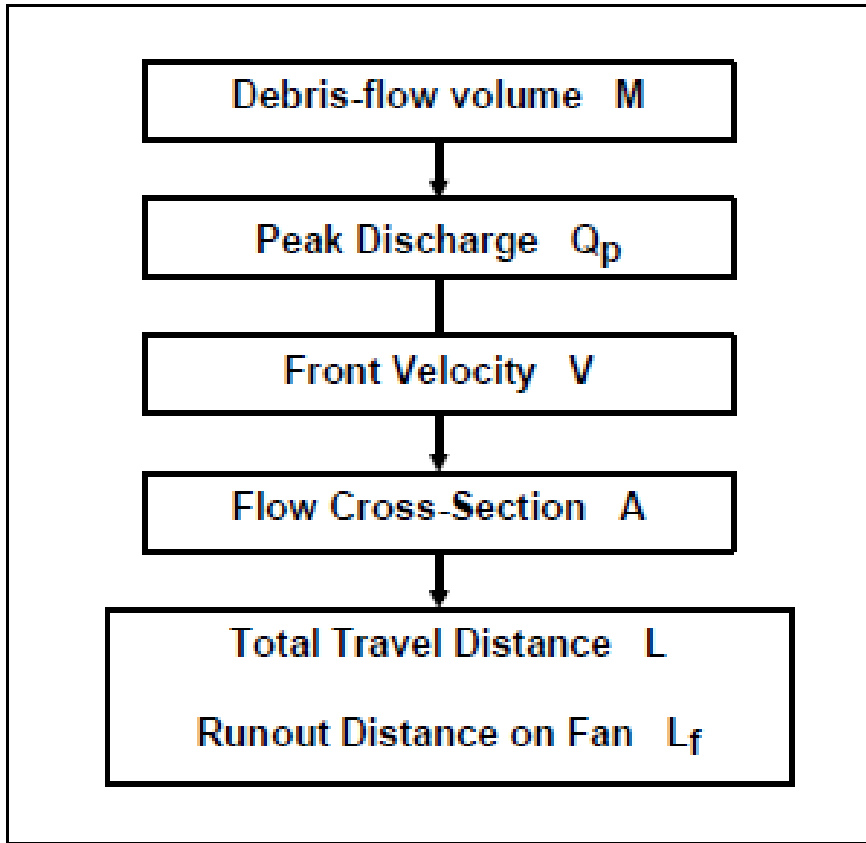 Debris-flow volume M
Peak Discharge Qp
Front Velocity V
Flow Cross-Section A
Total Travel Distance L
Runout Distance on Fan Lf